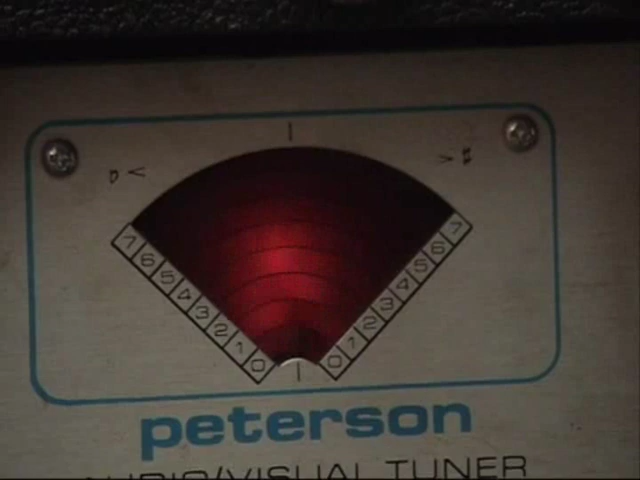 ♭ < > ♯
7 6 5 4 3 2 1 0
0 1 2 3 4 5 6 7
peterson
AUDIO/VISUAL TUNER